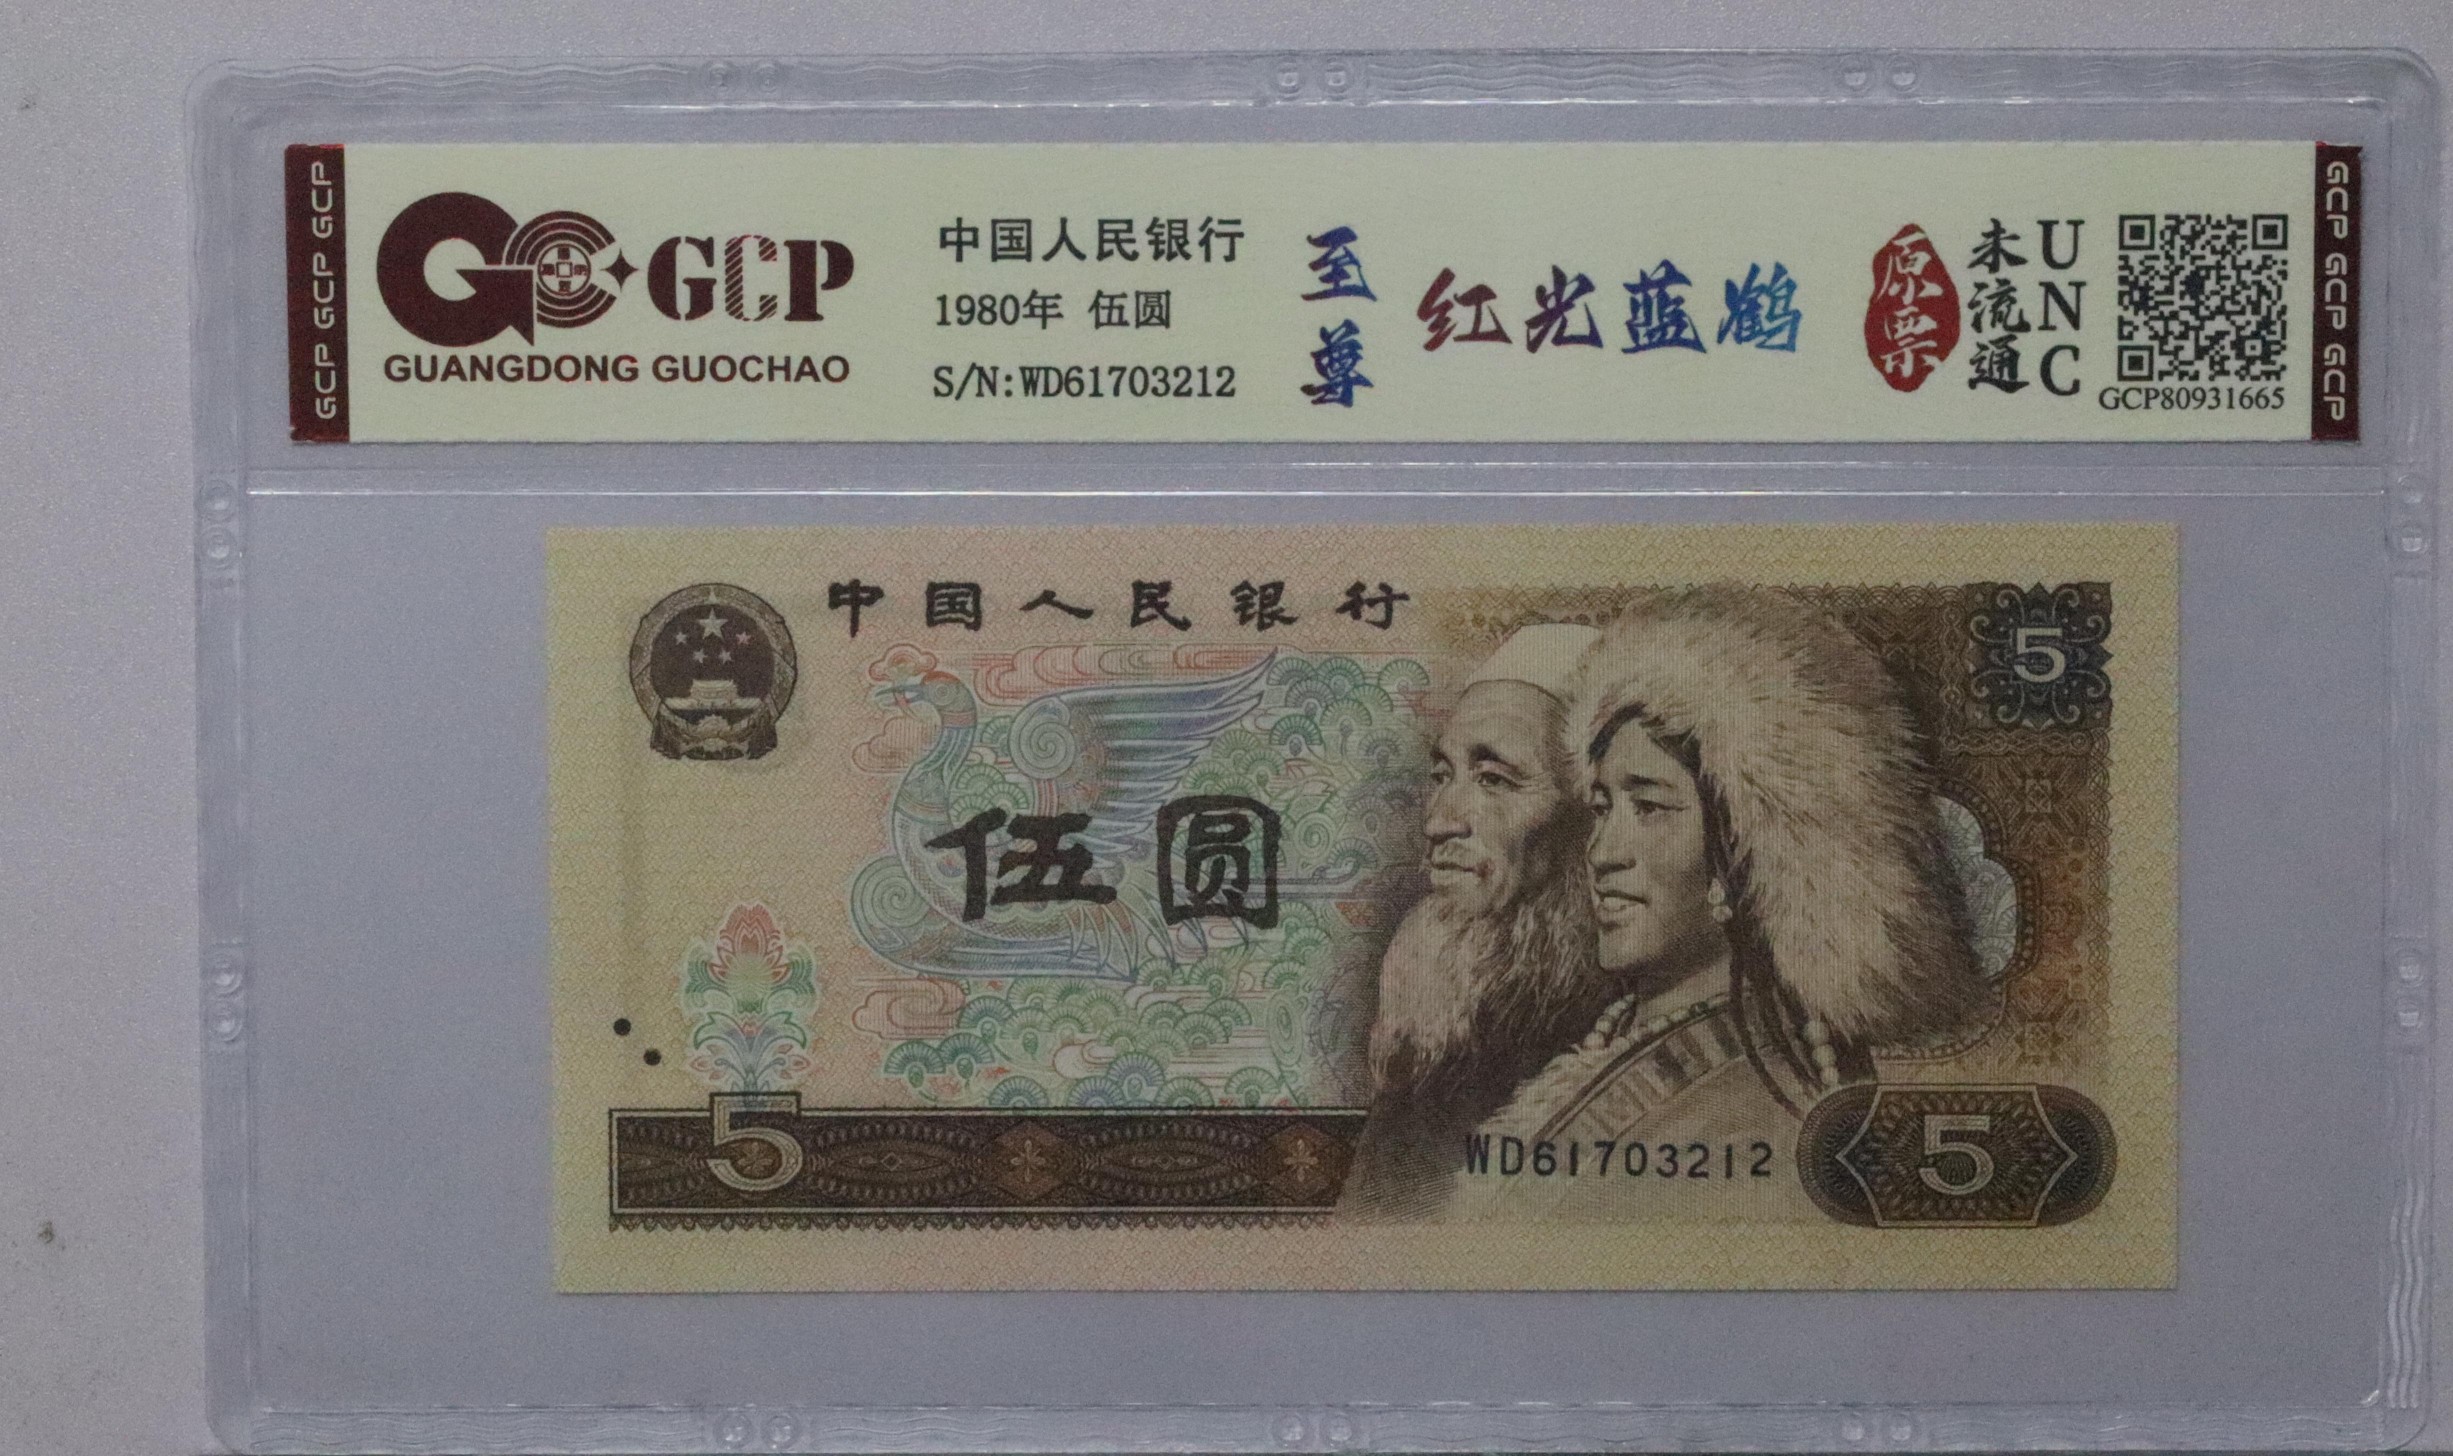 GCP GCP GCP
GCP
GUANGDONG GUOCHAO
中国人民银行
1980年 伍圆
S/N:WD61703212
至尊
红光蓝鹤
原票
未流通
UNC
GCP80931665
GCP GCP GCP
中国人民银行
5
伍圆
5
WD61703212
5